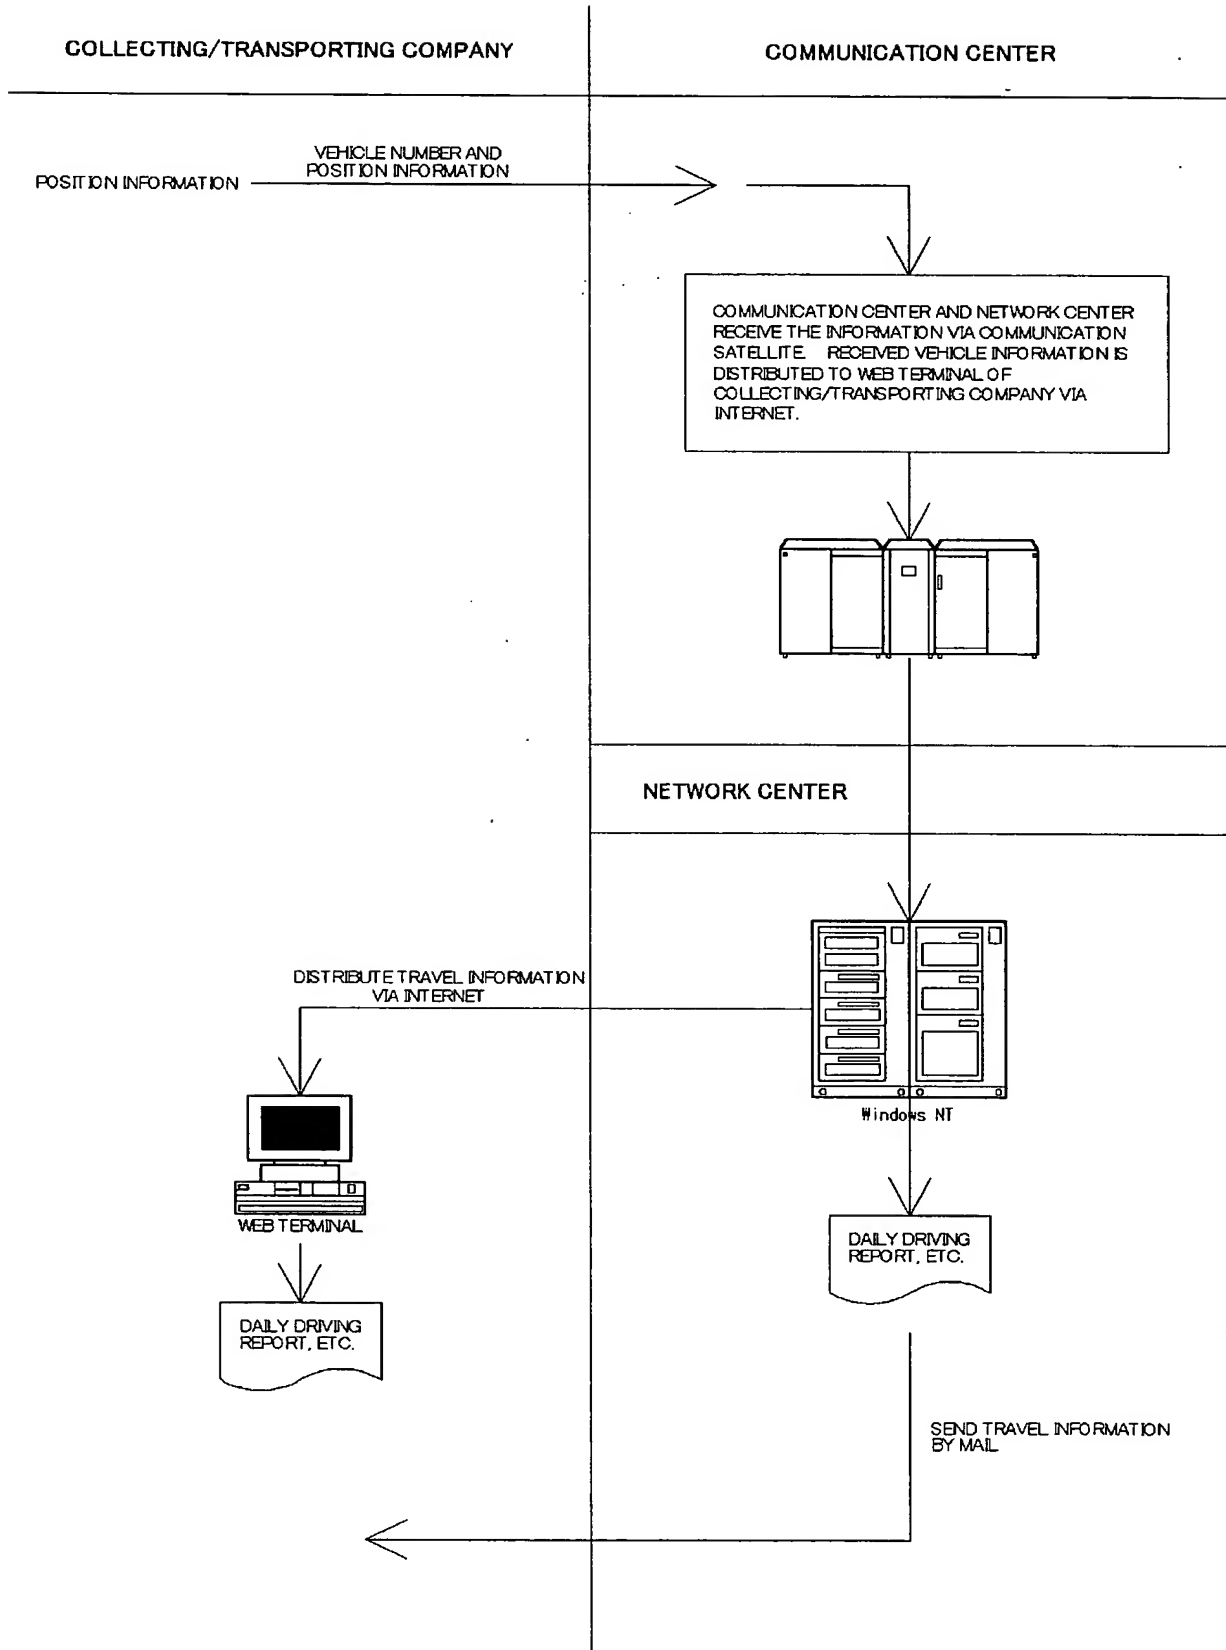 COLLECTING/TRANSPORTING COMPANY
COMMUNICATION CENTER
VEHICLE NUMBER AND
POSITION INFORMATION
POSITION INFORMATION
COMMUNICATION CENTER AND NETWORK CENTER
RECEIVE THE INFORMATION VIA COMMUNICATION
SATELLITE. RECEIVED VEHICLE INFORMATION IS
DISTRIBUTED TO WEB TERMINAL OF
COLLECTING/TRANSPORTING COMPANY VIA
INTERNET.
NETWORK CENTER
DISTRIBUTE TRAVEL INFORMATION
VIA INTERNET
Windows NT
WEB TERMINAL
DAILY DRIVING
REPORT, ETC.
DAILY DRIVING
REPORT, ETC.
SEND TRAVEL INFORMATION
BY MAIL